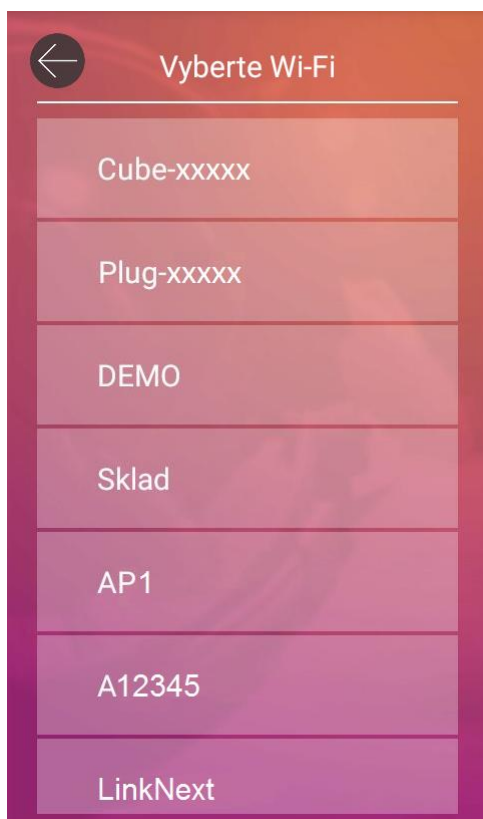 Vyberte Wi-Fi
Cube-xxxxx
Plug-xxxxx
DEMO
Sklad
AP1
A12345
LinkNext